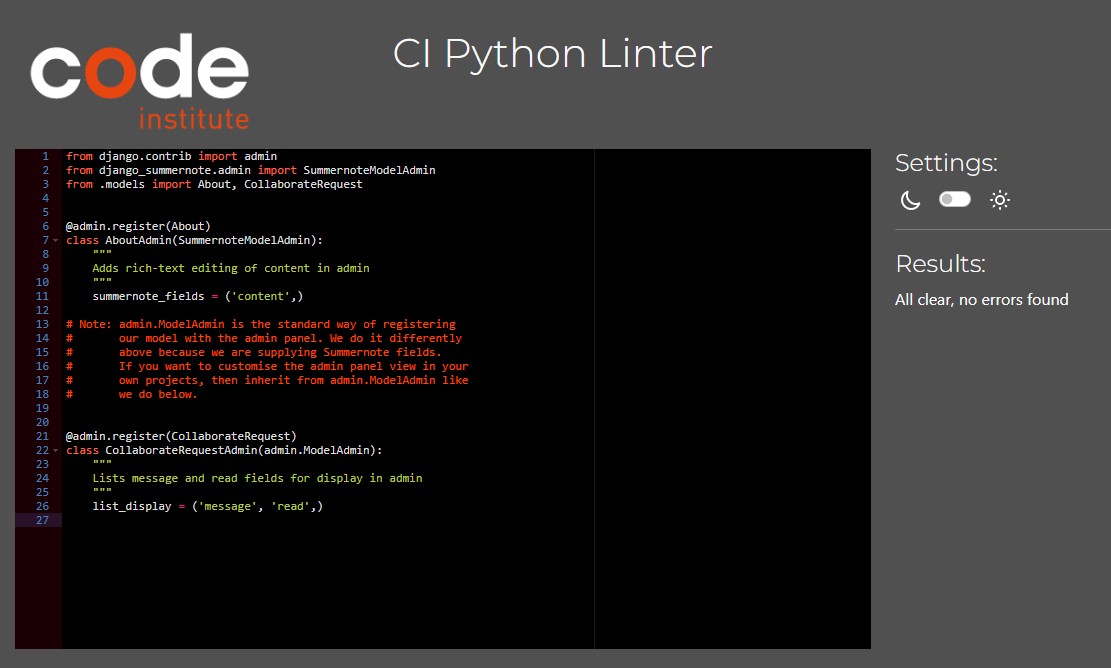 code
institute
CI Python Linter
1 from django.contrib import admin
2 from django_summernote.admin import SummernoteModelAdmin
3 from .models import About, CollaborateRequest
4
5
6 @admin.register(About)
7 class AboutAdmin(SummernoteModelAdmin):
8     """
9     Adds rich-text editing of content in admin
10     """
11     summernote_fields = ('content',)
12
13 # Note: admin.ModelAdmin is the standard way of registering
14 #       our model with the admin panel. We do it differently
15 #       above because we are supplying Summernote fields.
16 #       If you want to customise the admin panel view in your
17 #       own projects, then inherit from admin.ModelAdmin like
18 #       we do below.
19
20
21 @admin.register(CollaborateRequest)
22 class CollaborateRequestAdmin(admin.ModelAdmin):
23     """
24     Lists message and read fields for display in admin
25     """
26     list_display = ('message', 'read',)
27
Settings:
Results:
All clear, no errors found